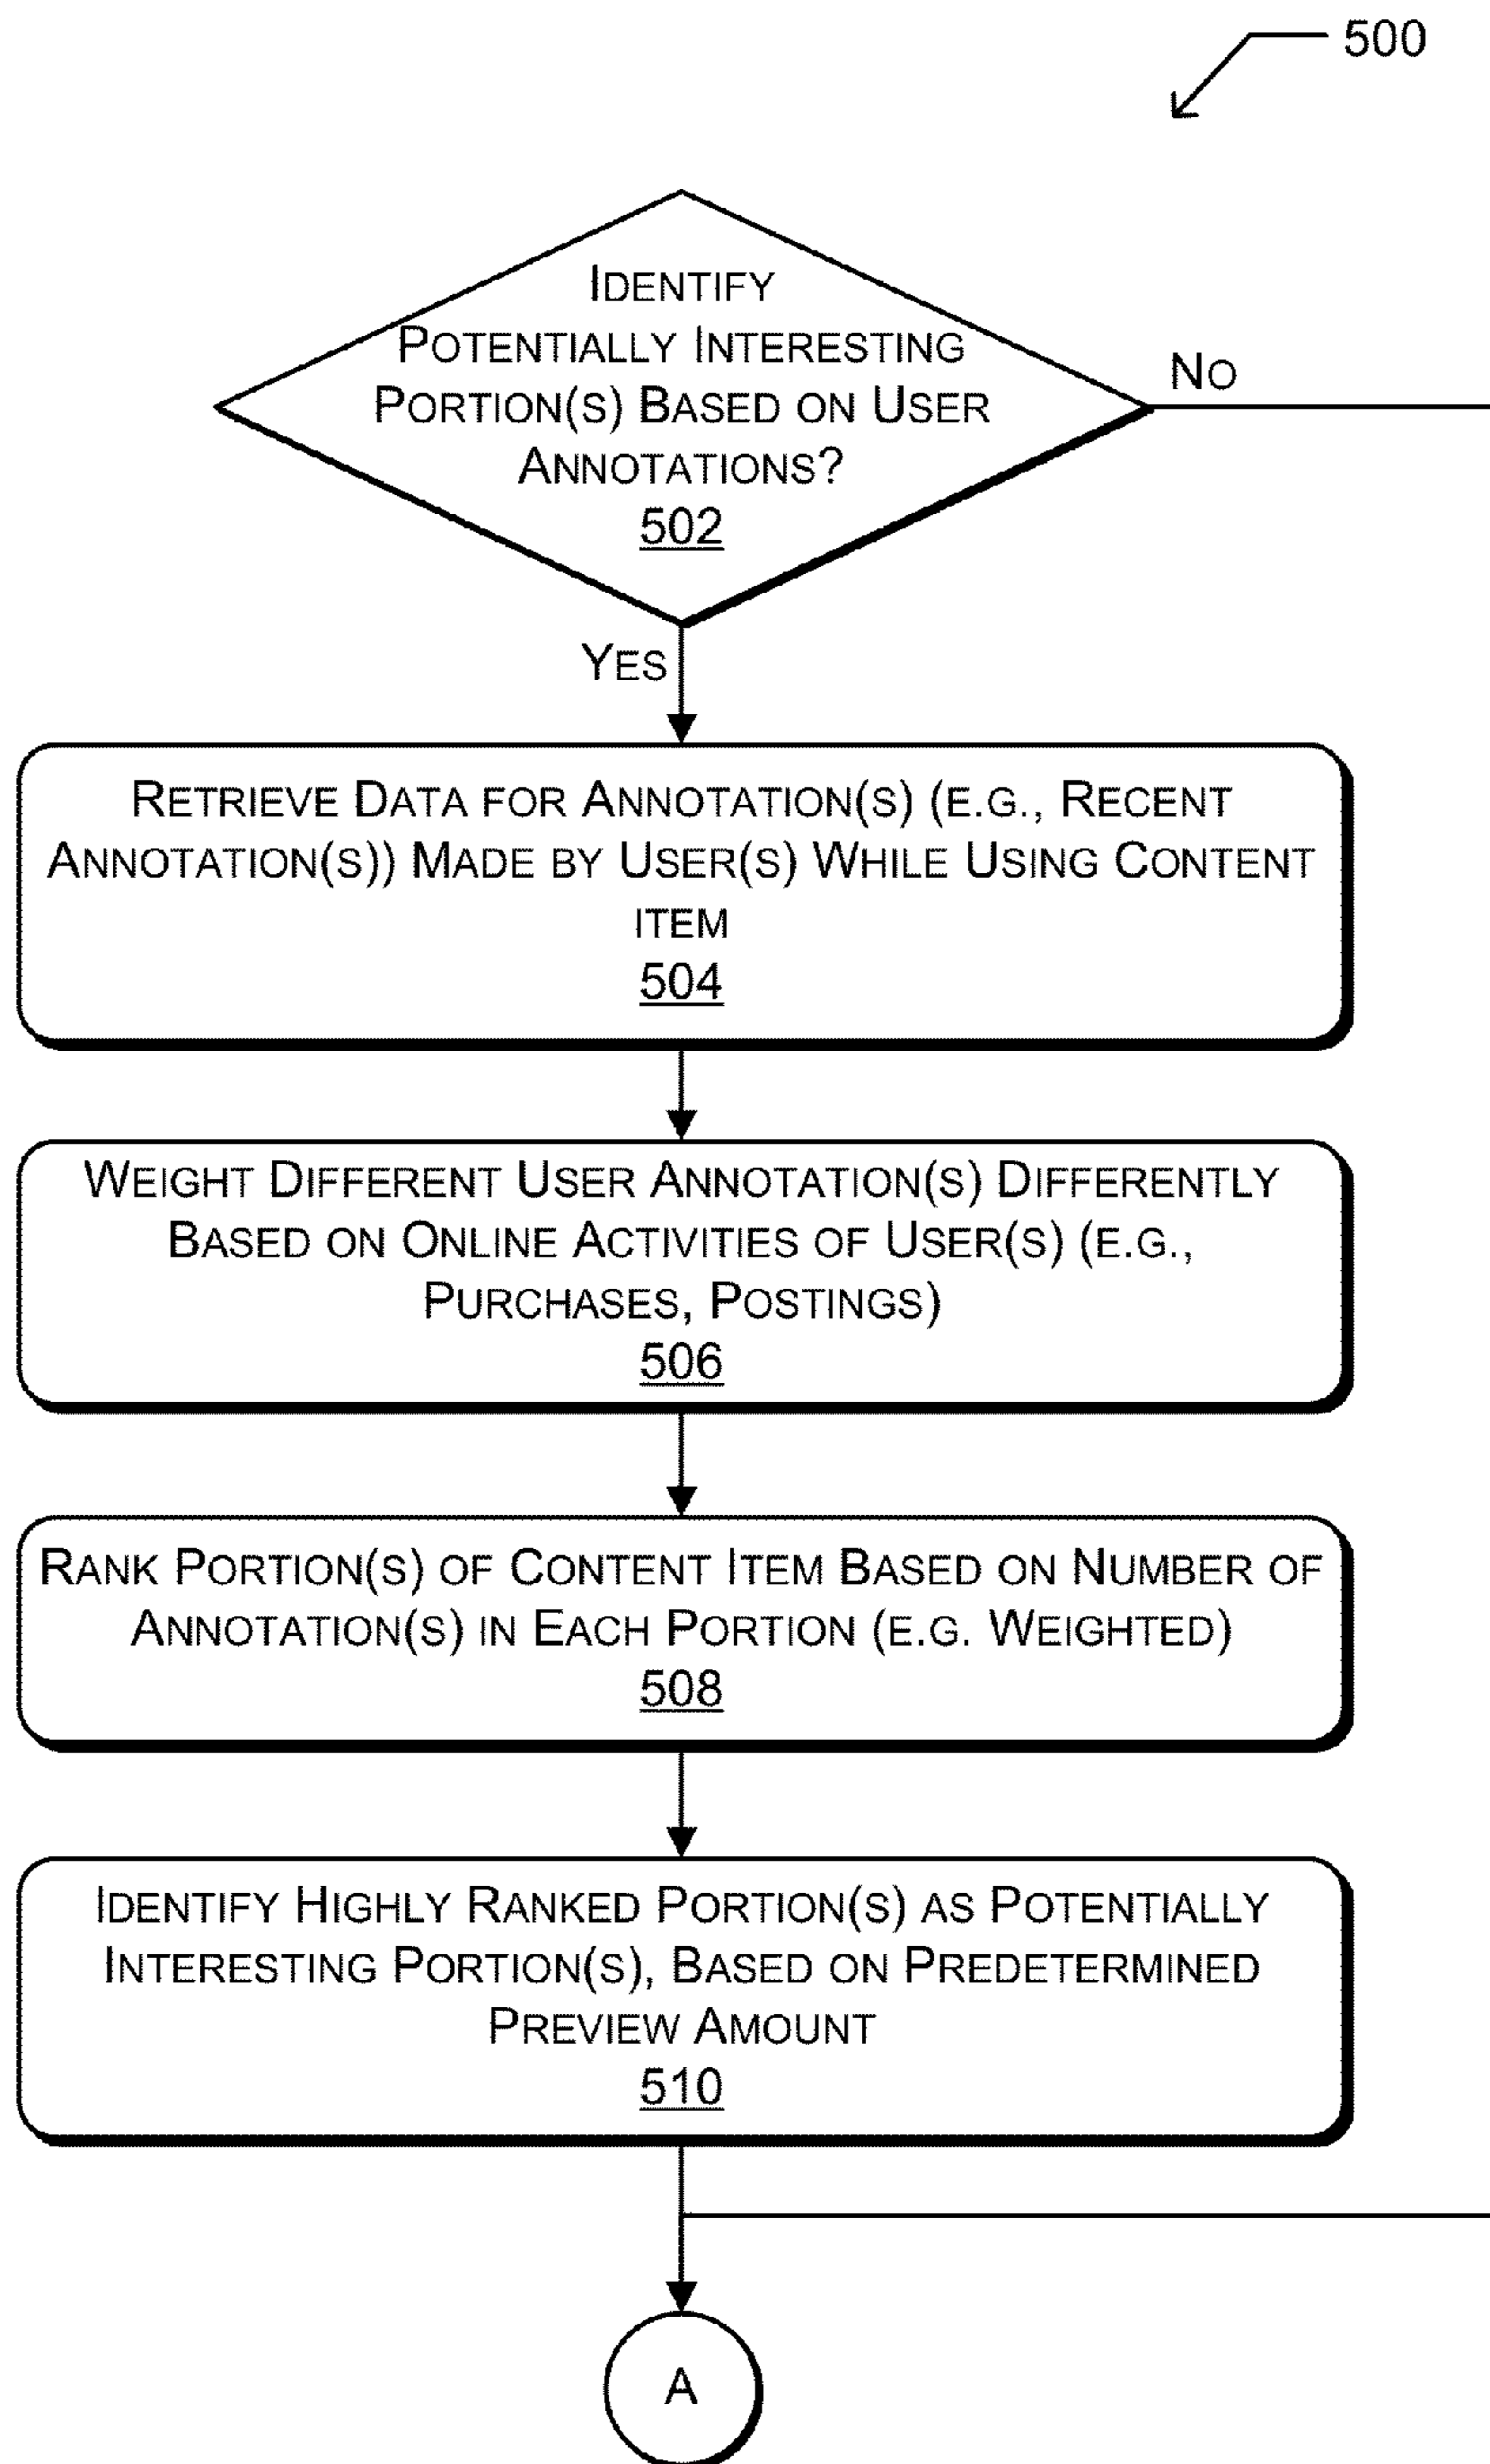 500
IDENTIFY
POTENTIALLY INTERESTING
PORTION(S) BASED ON USER
ANNOTATIONS?
502
NO
YES
RETRIEVE DATA FOR ANNOTATION(S) (E.G., RECENT
ANNOTATION(S)) MADE BY USER(S) WHILE USING CONTENT
ITEM
504
WEIGHT DIFFERENT USER ANNOTATION(S) DIFFERENTLY
BASED ON ONLINE ACTIVITIES OF USER(S) (E.G.,
PURCHASES, POSTINGS)
506
RANK PORTION(S) OF CONTENT ITEM BASED ON NUMBER OF
ANNOTATION(S) IN EACH PORTION (E.G. WEIGHTED)
508
IDENTIFY HIGHLY RANKED PORTION(S) AS POTENTIALLY
INTERESTING PORTION(S), BASED ON PREDETERMINED
PREVIEW AMOUNT
510
A